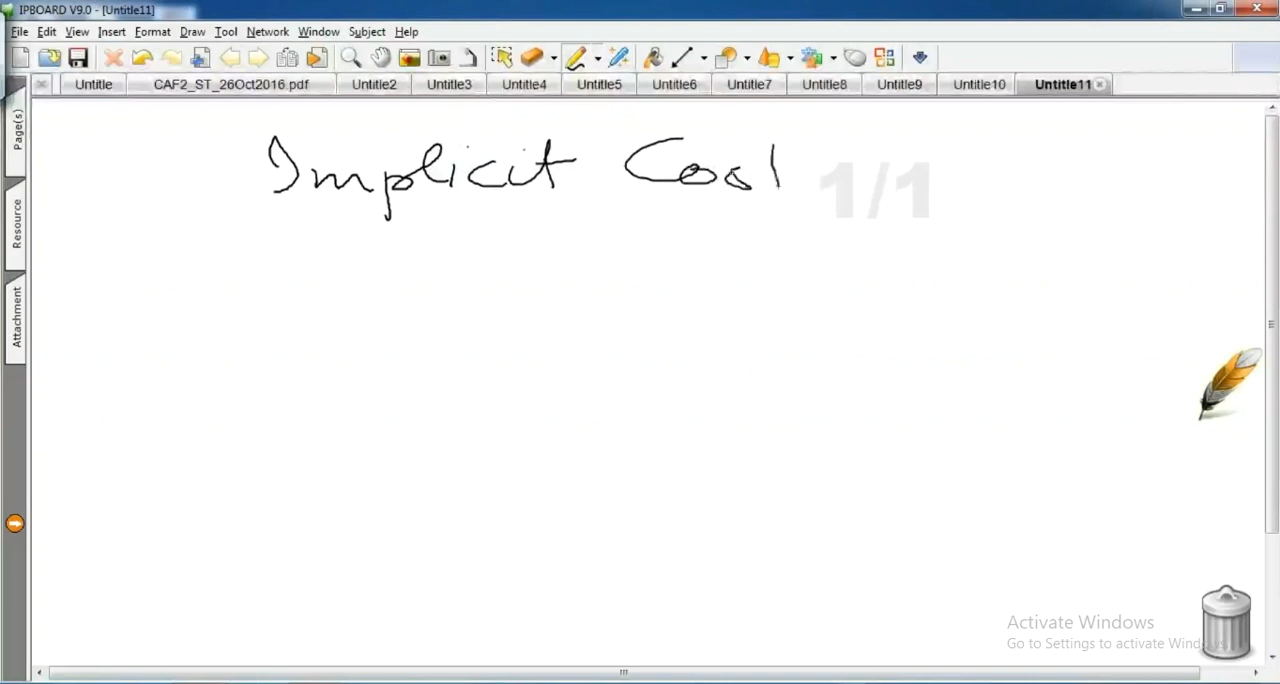 IPBOARD V9.0 - [Untitle11]
File Edit View Insert Format Draw Tool Network Window Subject Help
Untitle CAF2_ST_26Oct2016.pdf Untitle2 Untitle3 Untitle4 Untitle5 Untitle6 Untitle7 Untitle8 Untitle9 Untitle10 Untitle11
Page(s)
Resource
Attachment
Implicit Cos
1/1
Activate Windows
Go to Settings to activate Windows